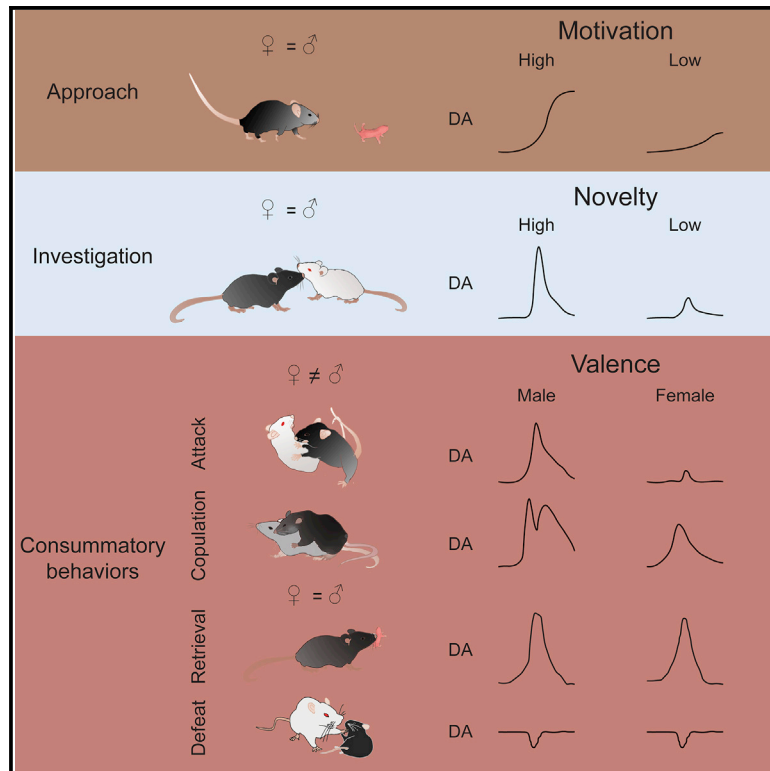 ♀ = ♂
Motivation
High
Low
Approach
DA
♀ = ♂
Novelty
High
Low
Investigation
DA
♀ ≠ ♂
Valence
Male
Female
Attack
DA
Copulation
DA
Consummatory
behaviors
♀ = ♂
Retrieval
DA
Defeat
DA